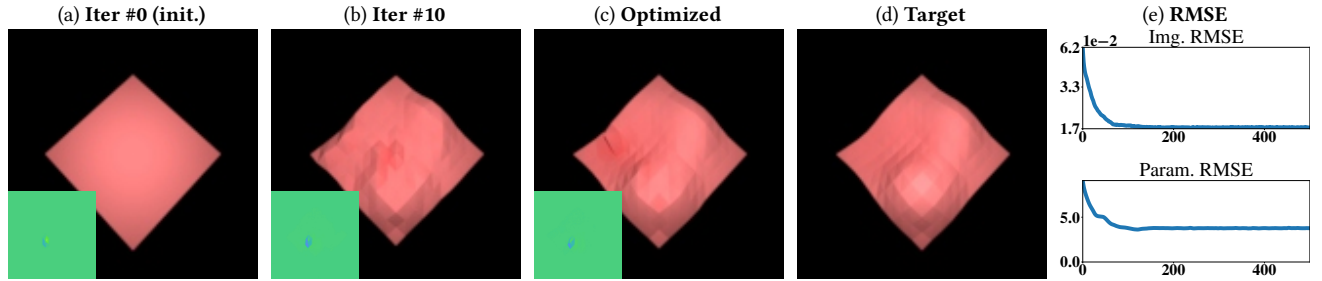 (a) Iter #0 (init.)
(b) Iter #10
(c) Optimized
(d) Target
(e) RMSE
Img. RMSE
1e−2
6.2
3.3
1.7
0 200 400
Param. RMSE
5.0
0.0
0 200 400